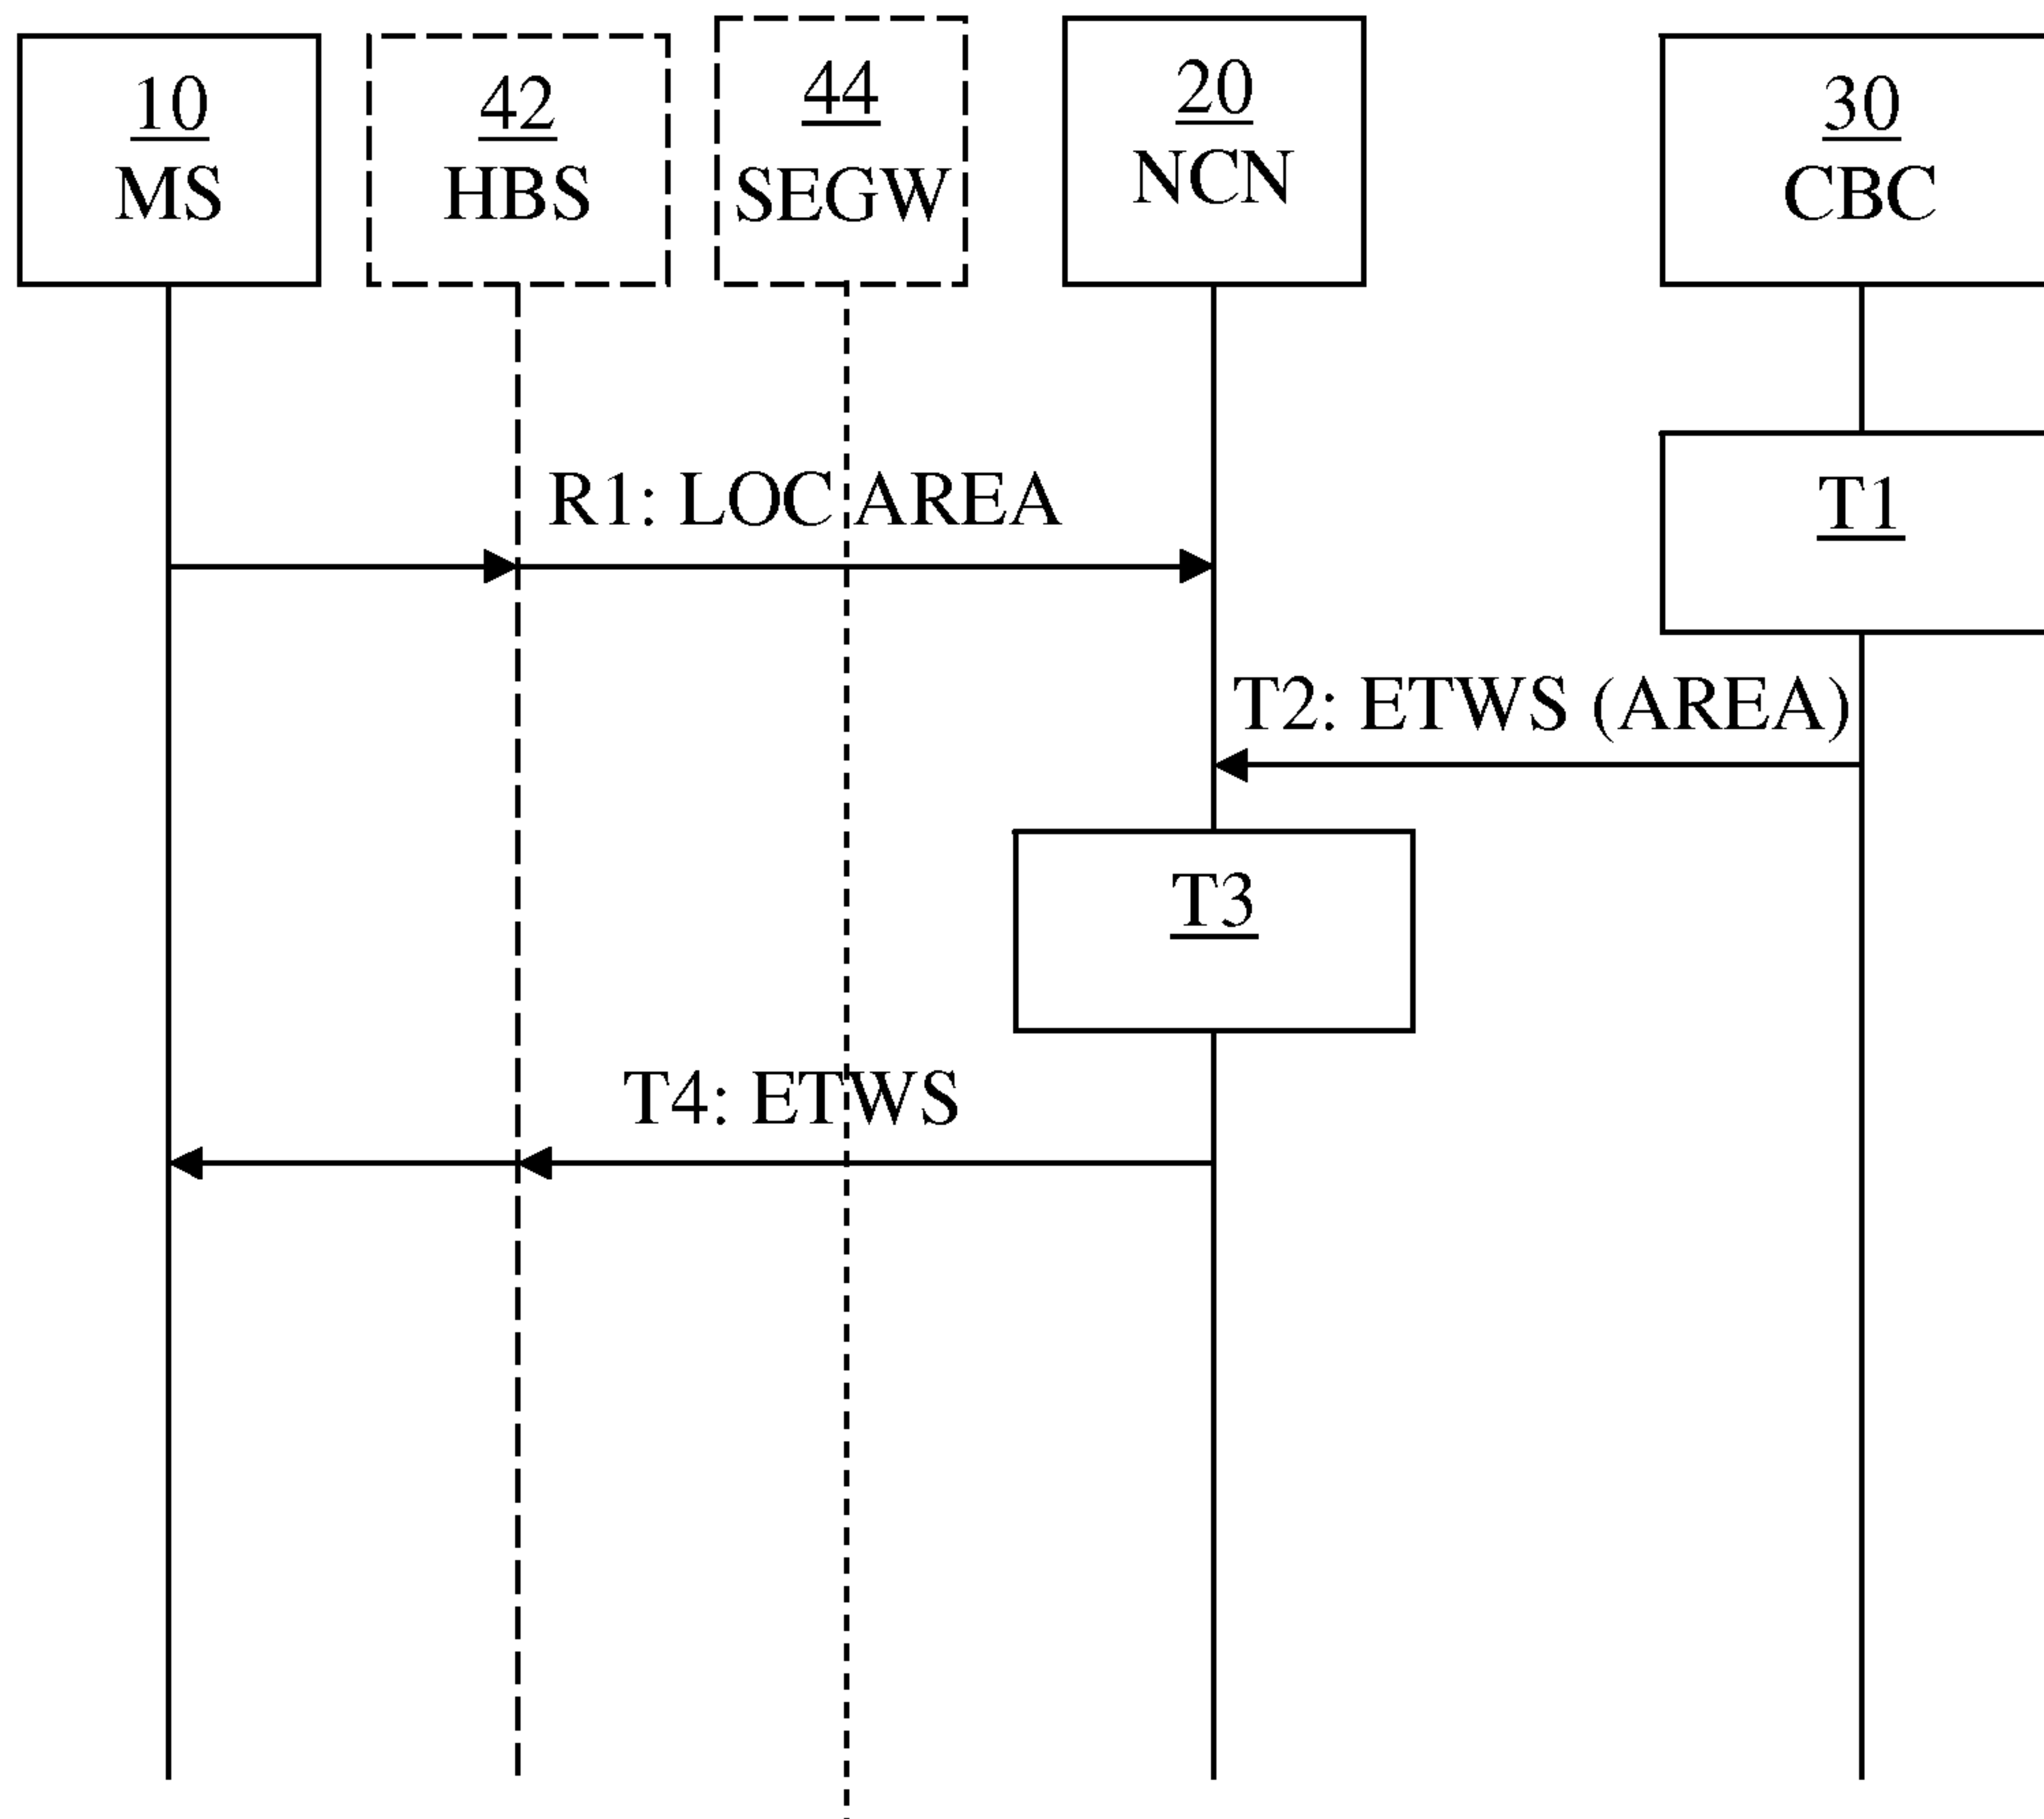 10
MS
42
HBS
44
SEGW
20
NCN
30
CBC
R1: LOC AREA
T1
T2: ETWS (AREA)
T3
T4: ETWS